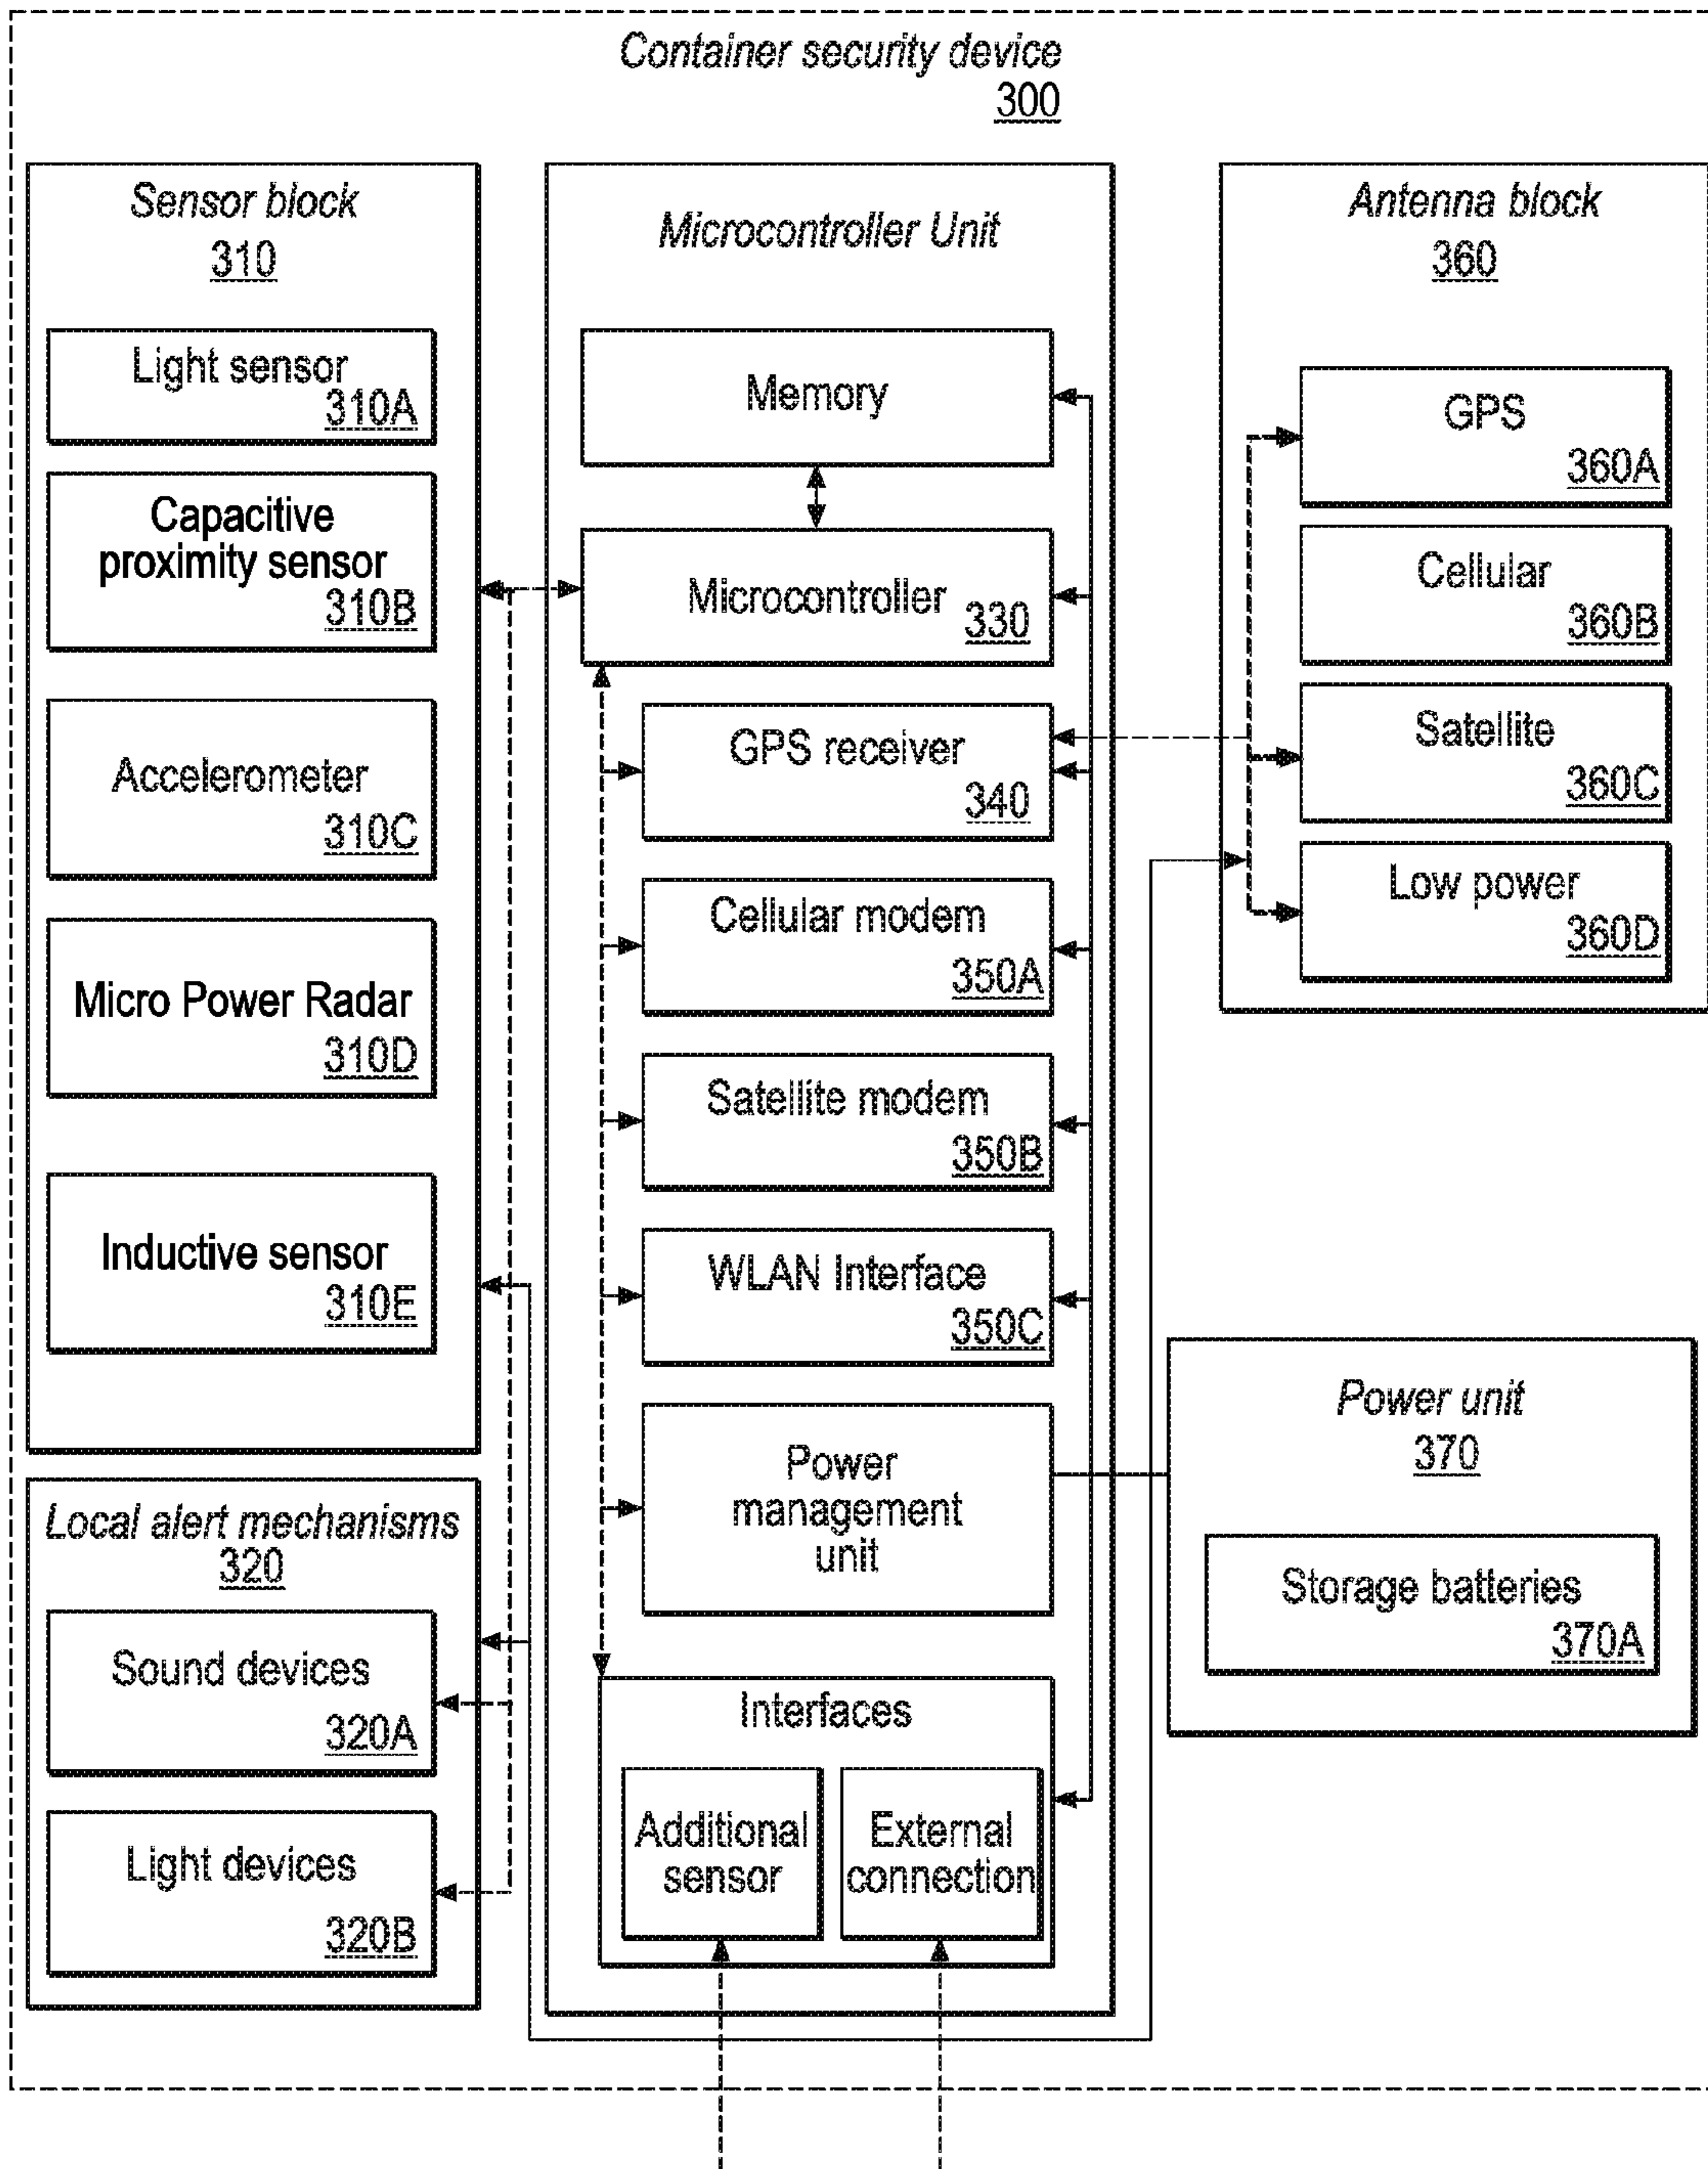 Container security device
300
Sensor block
310
Light sensor
310A
Capacitive
proximity sensor
310B
Accelerometer
310C
Micro Power Radar
310D
Inductive sensor
310E
Local alert mechanisms
320
Sound devices
320A
Light devices
320B
Microcontroller Unit
Memory
Microcontroller
330
GPS receiver
340
Cellular modem
350A
Satellite modem
350B
WLAN Interface
350C
Power
management
unit
Interfaces
Additional
sensor
External
connection
Antenna block
360
GPS
360A
Cellular
360B
Satellite
360C
Low power
360D
Power unit
370
Storage batteries
370A